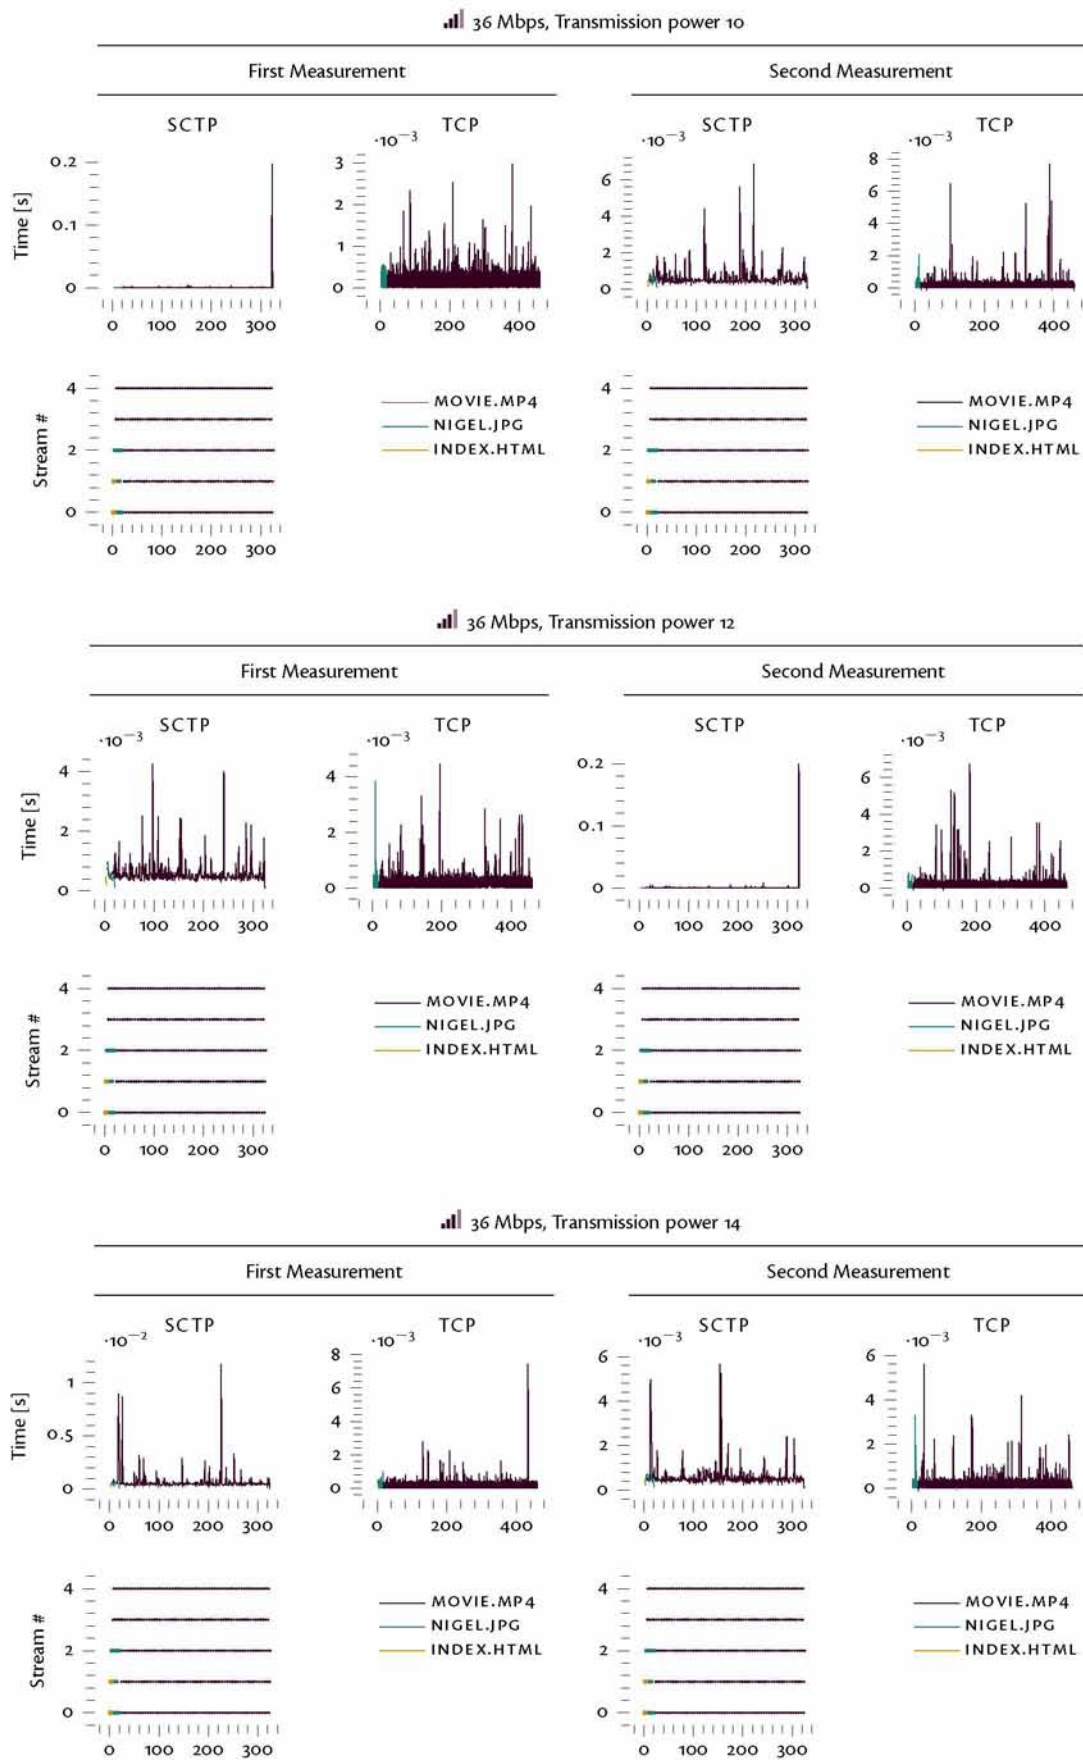 36 Mbps, Transmission power 10
First Measurement Second Measurement
SCTP TCP SCTP TCP
·10−3 ·10−3 ·10−3
Time [s]
0.2 0.1 0
0 100 200 300
3 2 1 0
0 200 400
6 4 2 0
0 100 200 300
8 6 4 2 0
0 200 400
Stream #
4 2 0
0 100 200 300
MOVIE.MP4
NIGEL.JPG
INDEX.HTML
4 2 0
0 100 200 300
MOVIE.MP4
NIGEL.JPG
INDEX.HTML
36 Mbps, Transmission power 12
First Measurement Second Measurement
SCTP TCP SCTP TCP
·10−3 ·10−3 ·10−3
Time [s]
4 2 0
0 100 200 300
4 2 0
0 200 400
0.2 0.1 0
0 100 200 300
6 4 2 0
0 200 400
Stream #
4 2 0
0 100 200 300
MOVIE.MP4
NIGEL.JPG
INDEX.HTML
4 2 0
0 100 200 300
MOVIE.MP4
NIGEL.JPG
INDEX.HTML
36 Mbps, Transmission power 14
First Measurement Second Measurement
SCTP TCP SCTP TCP
·10−2 ·10−3 ·10−3 ·10−3
Time [s]
1 0.5 0
0 100 200 300
8 6 4 2 0
0 200 400
6 4 2 0
0 100 200 300
6 4 2 0
0 200 400
Stream #
4 2 0
0 100 200 300
MOVIE.MP4
NIGEL.JPG
INDEX.HTML
4 2 0
0 100 200 300
MOVIE.MP4
NIGEL.JPG
INDEX.HTML